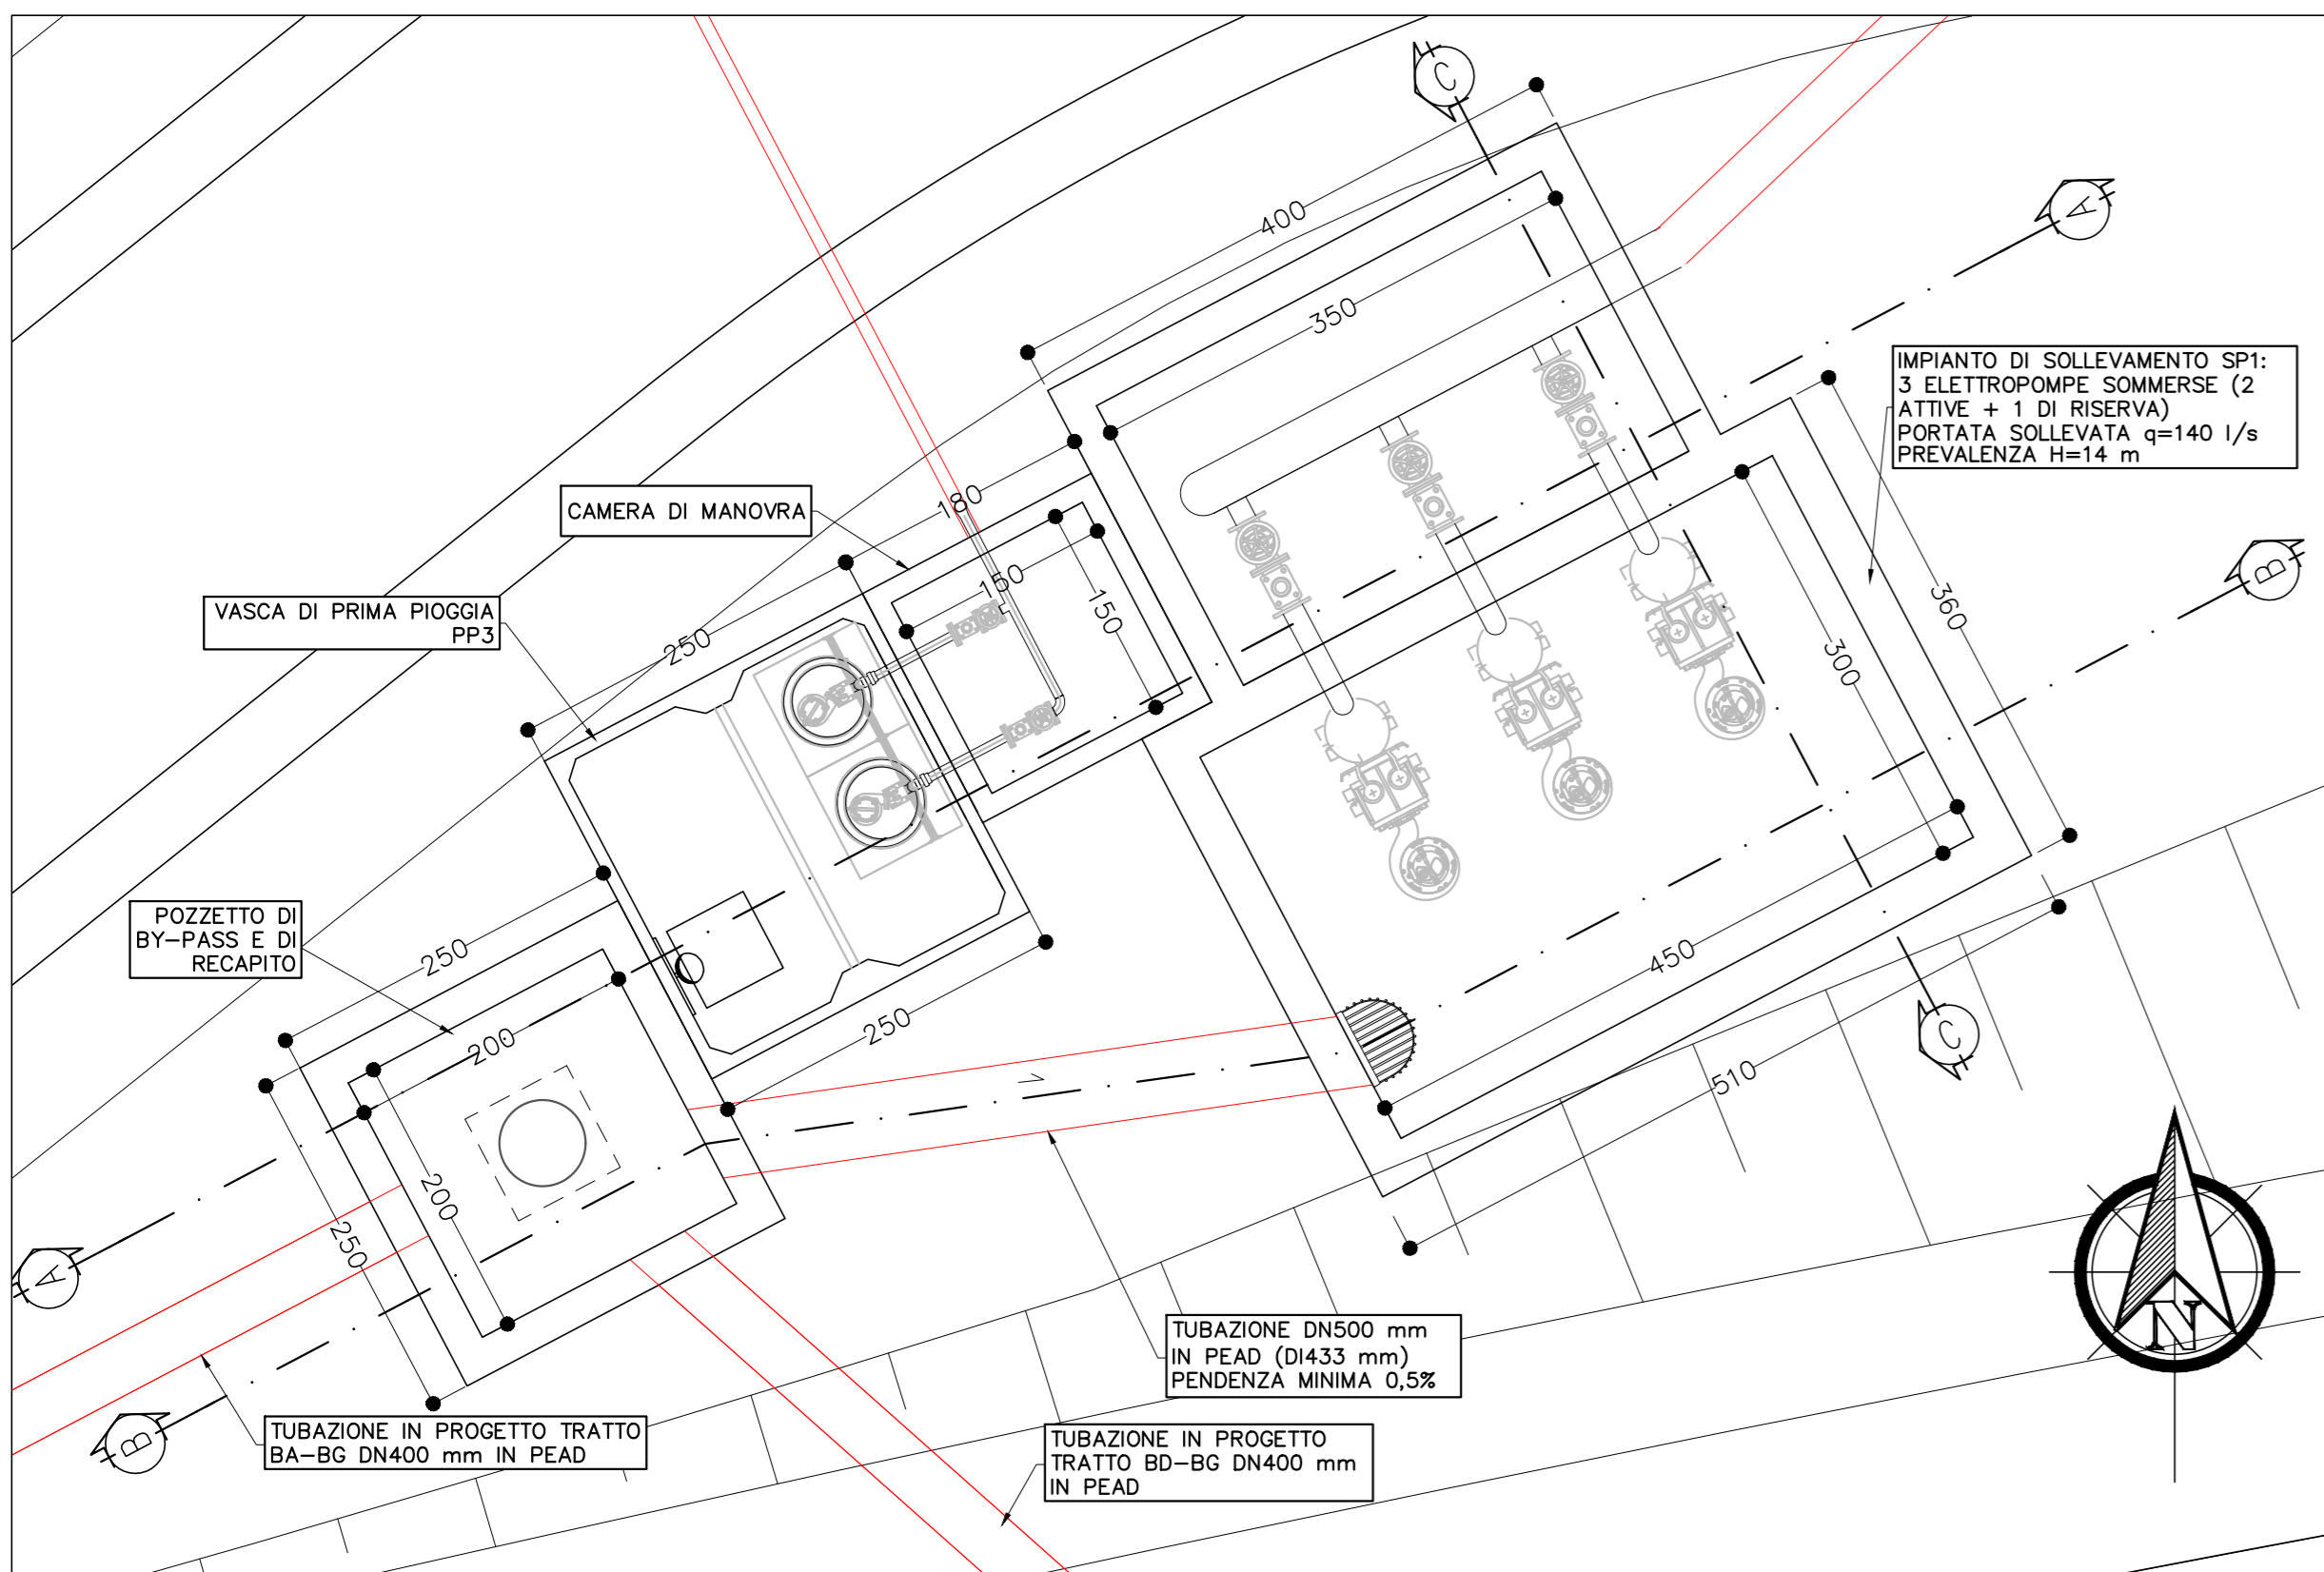 C
A
400
350
IMPIANTO DI SOLLEVAMENTO SP1:
3 ELETTROPOMPE SOMMERSE (2
ATTIVE + 1 DI RISERVA)
PORTATA SOLLEVATA q=140 l/s
PREVALENZA H=14 m
CAMERA DI MANOVRA
180
150
150
B
360
300
VASCA DI PRIMA PIOGGIA
PP3
250
POZZETTO DI
BY-PASS E DI
RECAPITO
250
200
250
450
510
C
200
250
A
B
N
TUBAZIONE DN500 mm
IN PEAD (DI433 mm)
PENDENZA MINIMA 0,5%
TUBAZIONE IN PROGETTO TRATTO
BA-BG DN400 mm IN PEAD
TUBAZIONE IN PROGETTO
TRATTO BD-BG DN400 mm
IN PEAD